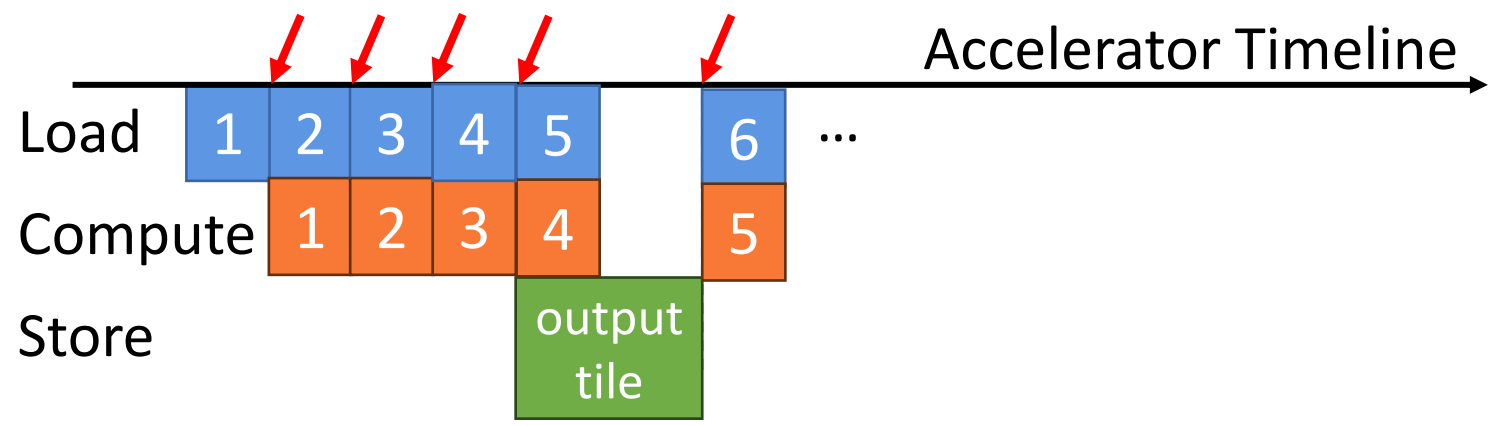 Accelerator Timeline
Load 1 2 3 4 5 6 ...
Compute 1 2 3 4 5
Store output
tile